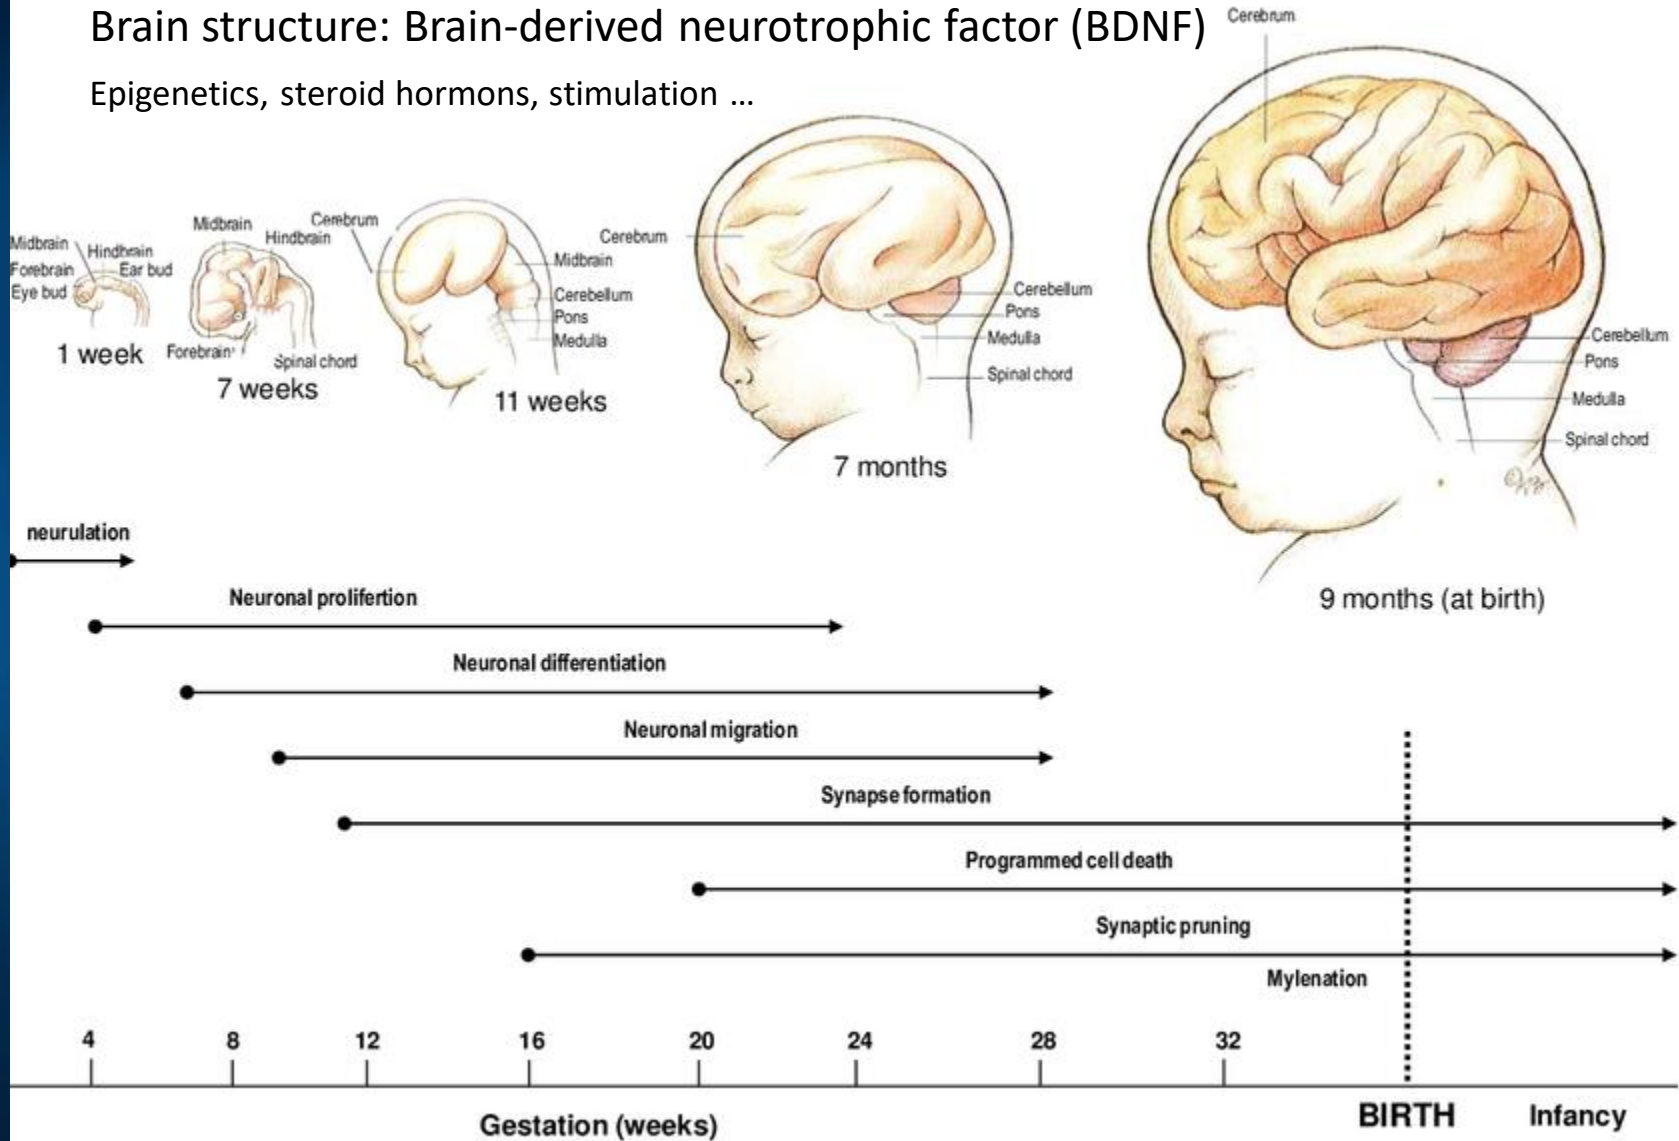 Brain structure: Brain-derived neurotrophic factor (BDNF)
Epigenetics, steroid hormons, stimulation ...
Midbrain
Hindbrain
Forebrain
Ear bud
Eye bud
1 week
Midbrain
Hindbrain
Forebrain
Spinal chord
7 weeks
Cerebrum
Midbrain
Cerebellum
Pons
Medulla
11 weeks
Cerebrum
Cerebellum
Pons
Medulla
Spinal chord
7 months
Cerebrum
Cerebellum
Pons
Medulla
Spinal chord
9 months (at birth)
neurulation
Neuronal prolifertion
Neuronal differentiation
Neuronal migration
Synapse formation
Programmed cell death
Synaptic pruning
Mylenation
4 8 12 16 20 24 28 32
Gestation (weeks) BIRTH Infancy